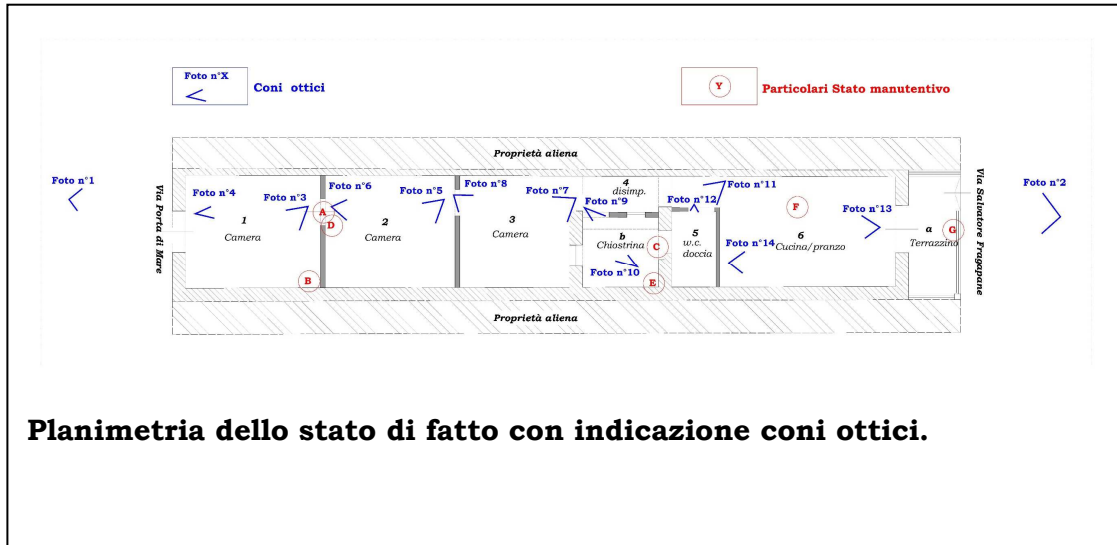 Foto n°X
Coni ottici
Y
Particolari Stato manutentivo
Proprietà aliena
Foto n°1
Foto n°2
Via Porta di Mare
Via Salvatore Fragapane
Foto n°4
Foto n°3
Foto n°6
Foto n°5
Foto n°8
Foto n°7
4
disimp.
Foto n°9
Foto n°12
Foto n°11
Foto n°13
A
D
F
G
1
Camera
2
Camera
3
Camera
b
Chiostrina
C
5
w.c.
doccia
6
Cucina/pranzo
a
Terrazzino
Foto n°14
Foto n°10
B
E
Proprietà aliena
Planimetria dello stato di fatto con indicazione coni ottici.